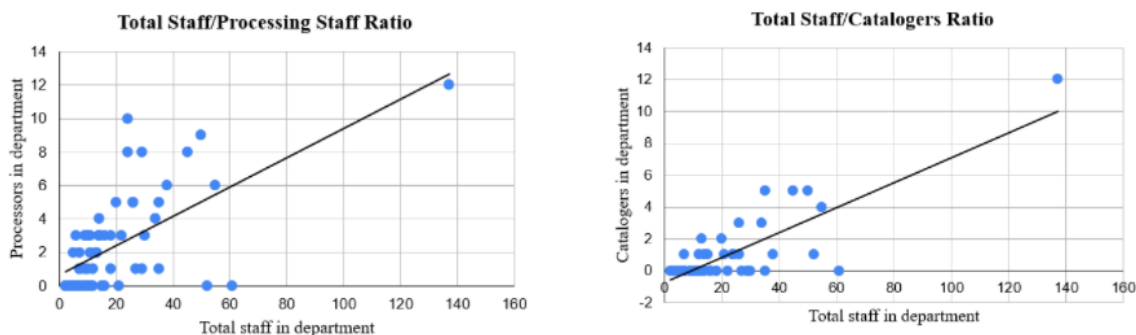 Total Staff/Processing Staff Ratio
Processors in department
14
12
10
8
6
4
2
0
0 20 40 60 80 100 120 140 160
Total staff in department
Total Staff/Catalogers Ratio
Catalogers in department
14
12
10
8
6
4
2
0
-2
0 20 40 60 80 100 120 140 160
Total staff in department